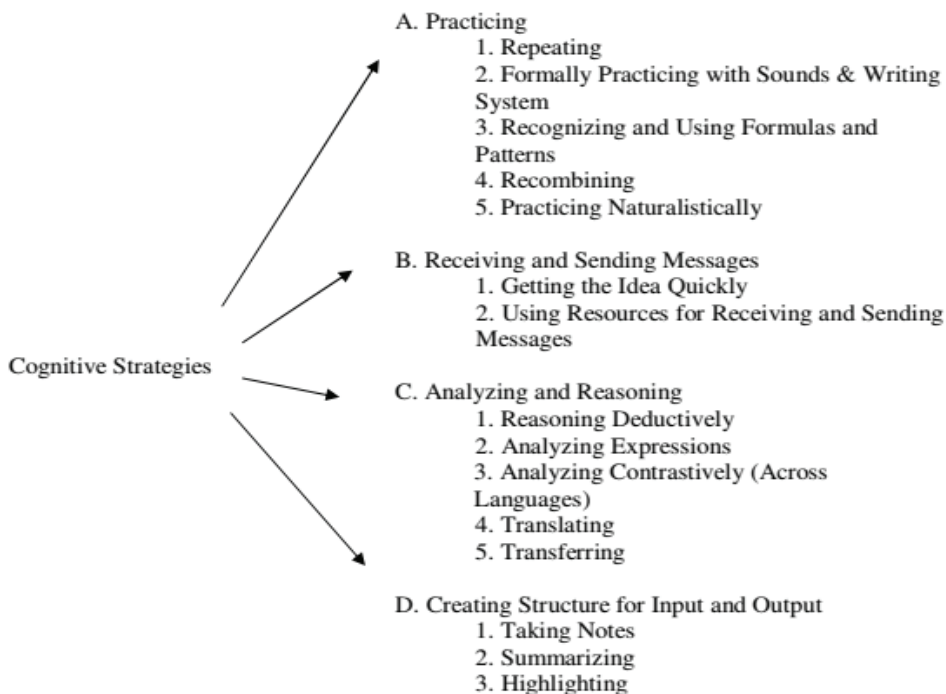 A. Practicing
1. Repeating
2. Formally Practicing with Sounds & Writing
System
3. Recognizing and Using Formulas and
Patterns
4. Recombining
5. Practicing Naturalistically
B. Receiving and Sending Messages
1. Getting the Idea Quickly
2. Using Resources for Receiving and Sending
Messages
Cognitive Strategies
C. Analyzing and Reasoning
1. Reasoning Deductively
2. Analyzing Expressions
3. Analyzing Contrastively (Across
Languages)
4. Translating
5. Transferring
D. Creating Structure for Input and Output
1. Taking Notes
2. Summarizing
3. Highlighting